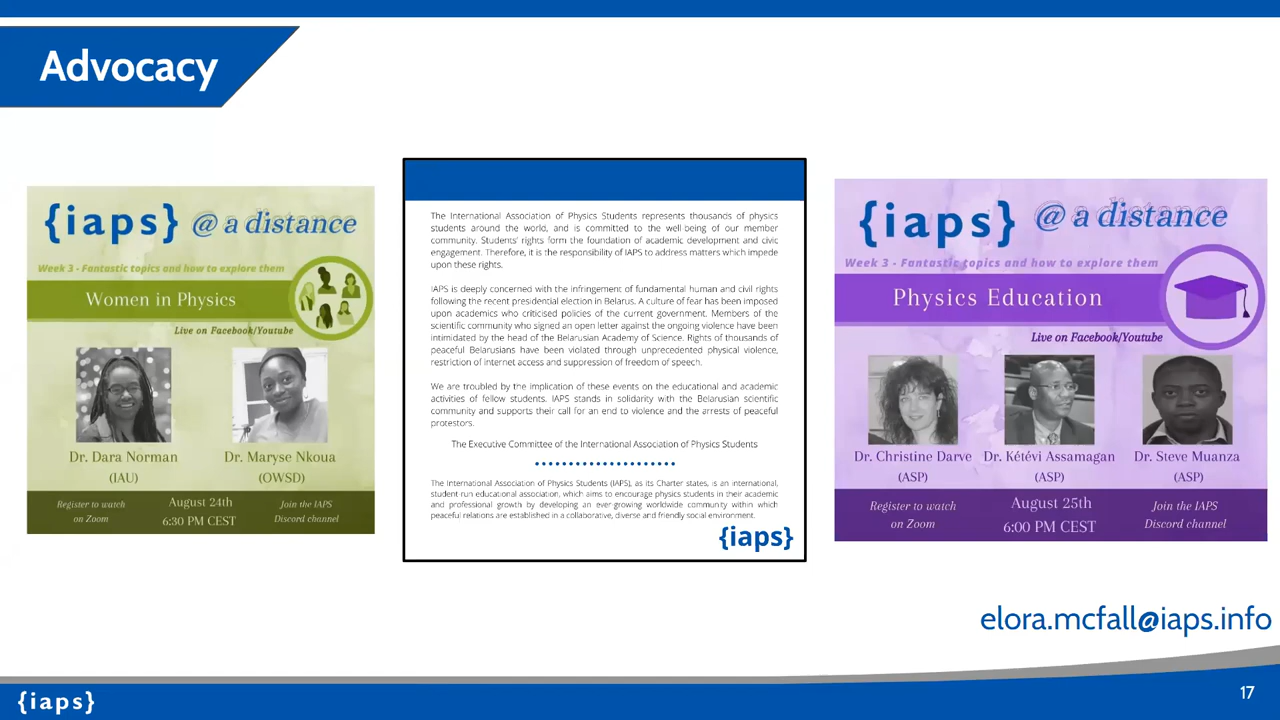 Advocacy
{iaps} @ a distance
Week 3 - Fantastic topics and how to explore them
Women in Physics
Live on Facebook/Youtube
Dr. Dara Norman
(IAU)
Dr. Maryse Nkoua
(OWSD)
Register to watch
on Zoom
August 24th
6:30 PM CEST
Join the IAPS
Discord channel
The International Association of Physics Students represents thousands of physics
students around the world, and is committed to the well-being of our member
community. Students' rights form the foundation of academic development and civic
engagement. Therefore, it is the responsibility of IAPS to address matters which impede
upon these rights.
IAPS is deeply concerned with the infringement of fundamental human and civil rights
following the recent presidential election in Belarus. A culture of fear has been imposed
upon academics who criticised policies of the current government. Members of the
scientific community who signed an open letter against the ongoing violence have been
intimidated by the head of the Belarusian Academy of Science. Rights of thousands of
peaceful Belarusians have been violated through unprecedented physical violence,
restriction of internet access and suppression of freedom of speech.
We are troubled by the implication of these events on the educational and academic
activities of fellow students. IAPS stands in solidarity with the Belarusian scientific
community and supports their call for an end to violence and the arrests of peaceful
protestors.
The Executive Committee of the International Association of Physics Students
The International Association of Physics Students (IAPS), as its Charter states, is an international,
student run educational association, which aims to encourage physics students in their academic
and professional growth by developing an ever-growing worldwide community within which
peaceful relations are established in a collaborative, diverse and friendly social environment.
{iaps}
{iaps} @ a distance
Week 3 - Fantastic topics and how to explore them
Physics Education
Live on Facebook/Youtube
Dr. Christine Darve
(ASP)
Dr. Kétévi Assamagan
(ASP)
Dr. Steve Muanza
(ASP)
Register to watch
on Zoom
August 25th
6:00 PM CEST
Join the IAPS
Discord channel
elora.mcfall@iaps.info
{iaps}
17